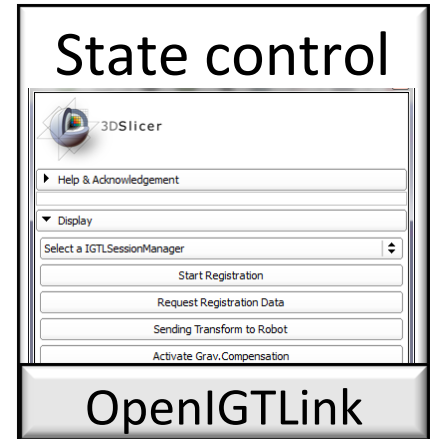 State control
3DSlicer
Help & Acknowledgement
Display
Select a IGTLSessionManager
Start Registration
Request Registration Data
Sending Transform to Robot
Activate Grav.Compensation
OpenIGTLink